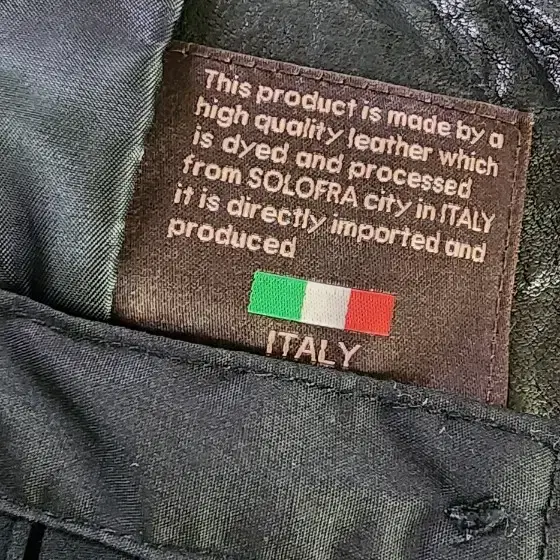 This product is made by a
high quality leather which
is dyed and processed
from SOLOFRA city in ITALY
it is directly imported and
produced
ITALY